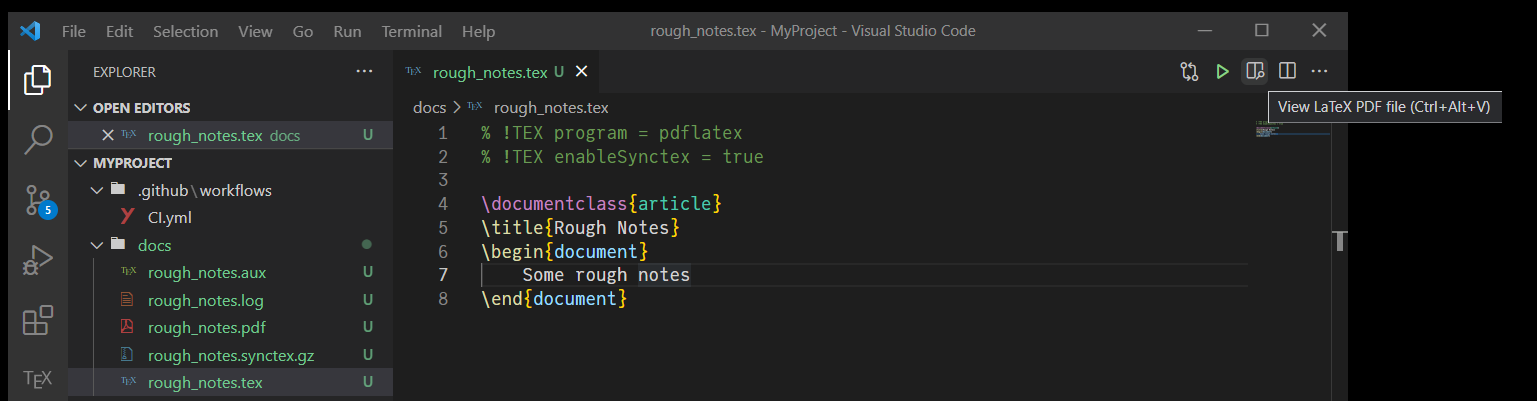 File Edit Selection View Go Run Terminal Help rough_notes.tex - MyProject - Visual Studio Code
EXPLORER ···
OPEN EDITORS
rough_notes.tex docs U
MYPROJECT
.github\workflows
CI.yml
docs
rough_notes.aux U
rough_notes.log U
rough_notes.pdf U
rough_notes.synctex.gz U
rough_notes.tex U
5
TEX
TEX rough_notes.tex U
View LaTeX PDF file (Ctrl+Alt+V)
docs > TEX rough_notes.tex
1 % !TEX program = pdflatex
2 % !TEX enableSynctex = true
3
4 \documentclass{article}
5 \title{Rough Notes}
6 \begin{document}
7 Some rough notes
8 \end{document}